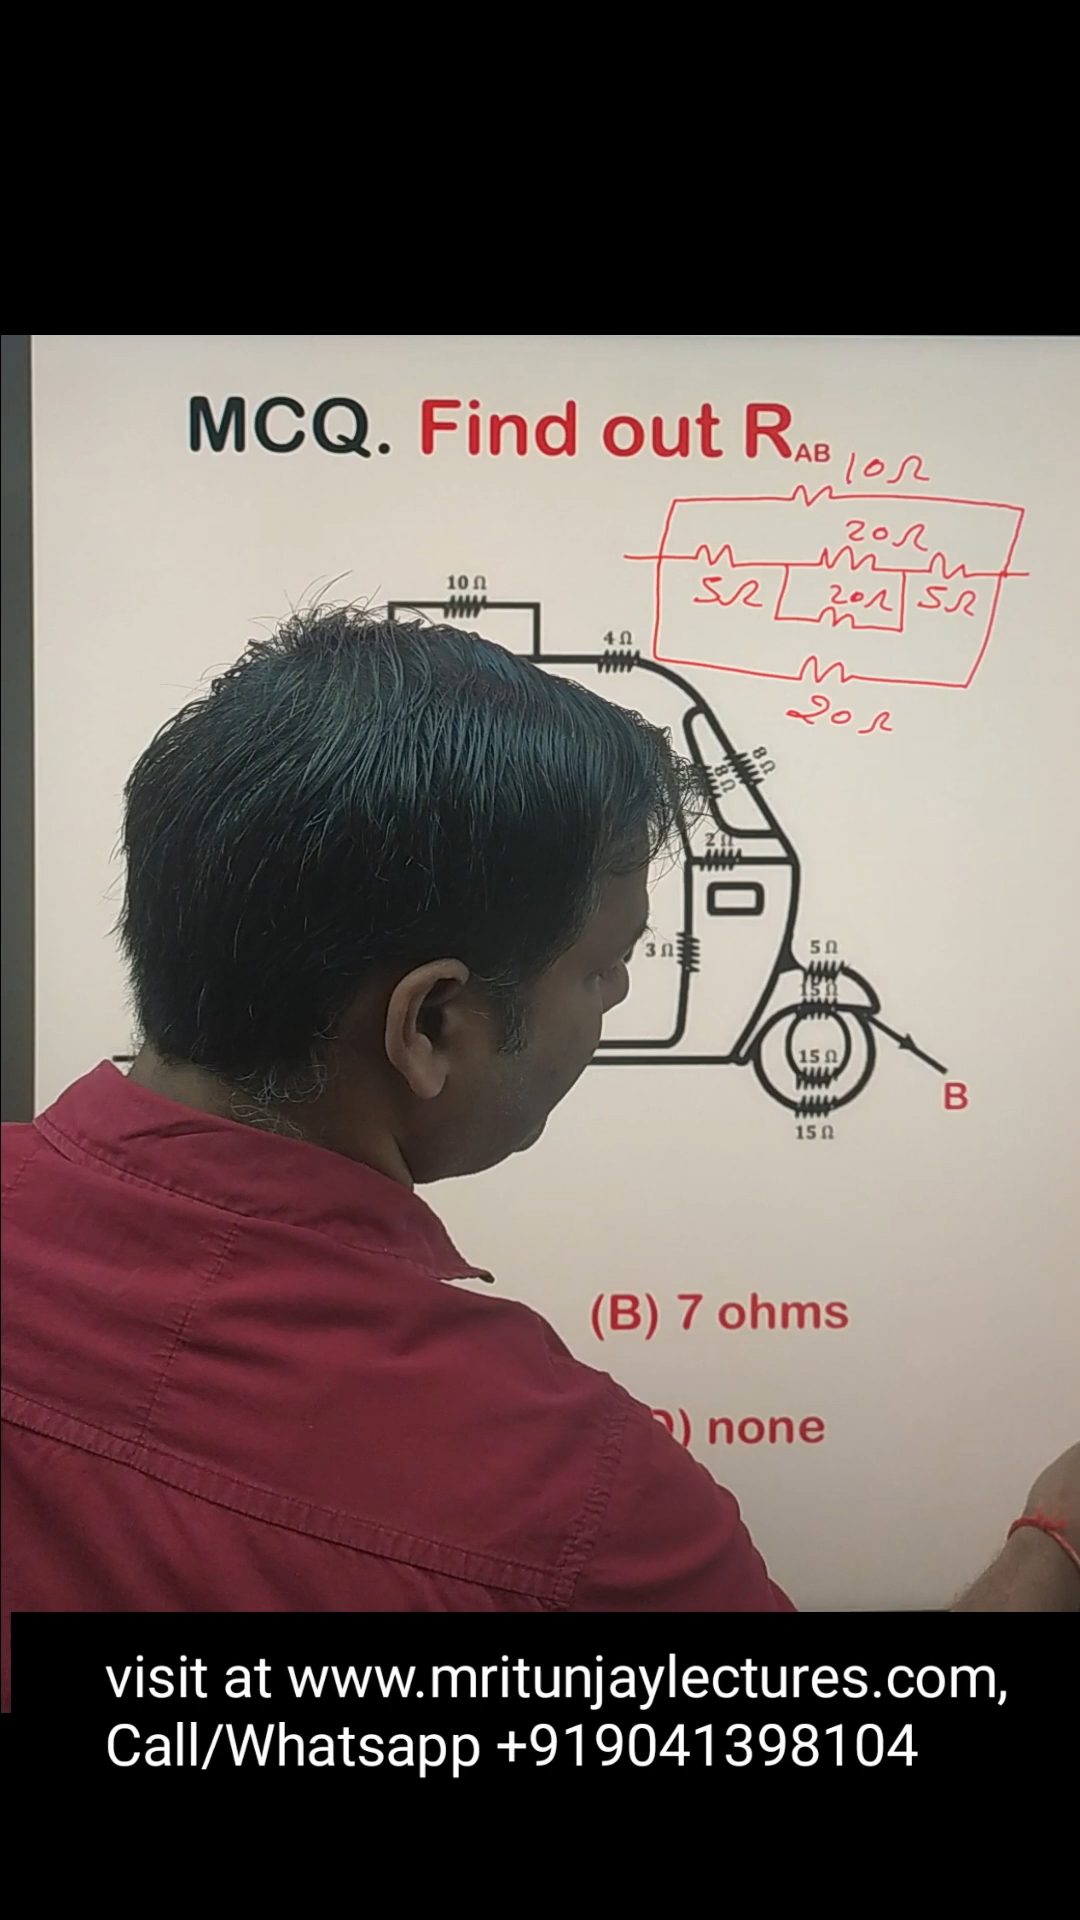 MCQ. Find out RAB
10Ω
20Ω
5Ω 20Ω 5Ω
20Ω
10 Ω
4 Ω
8 Ω
8 Ω
2 Ω
3 Ω
5 Ω
15 Ω
15 Ω
15 Ω
B
(B) 7 ohms
) none
visit at www.mritunjaylectures.com,
Call/Whatsapp +919041398104